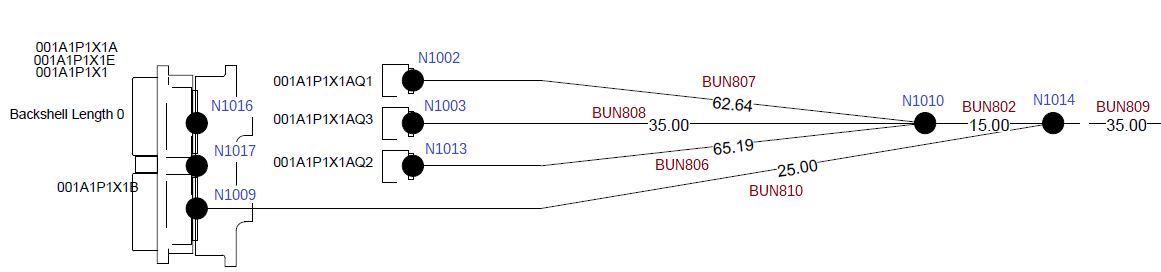 001A1P1X1A
001A1P1X1E
001A1P1X1
Backshell Length 0
001A1P1X1B
N1016
N1017
N1009
001A1P1X1AQ1
N1002
001A1P1X1AQ3
N1003
001A1P1X1AQ2
N1013
BUN807
62.64
BUN808
35.00
65.19
BUN806
25.00
BUN810
N1010
BUN802
15.00
N1014
BUN809
35.00